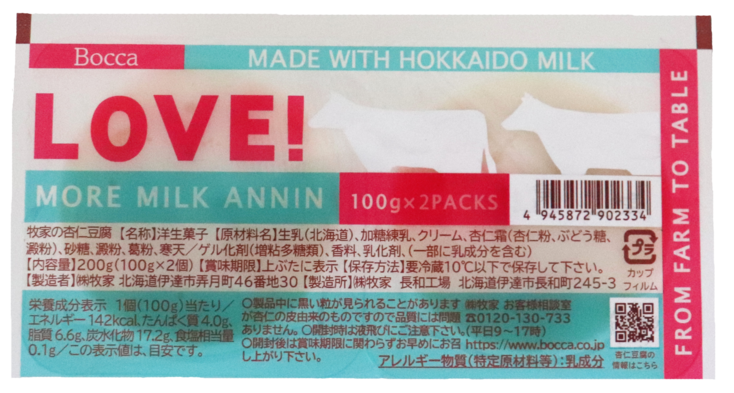 Bocca
MADE WITH HOKKAIDO MILK
LOVE!
MORE MILK ANNIN
100g×2PACKS
4 945872 902334
FROM FARM TO TABLE
牧家の杏仁豆腐【名称】洋生菓子【原材料名】生乳(北海道)、加糖練乳、クリーム、杏仁霜(杏仁粉、ぶどう糖、
澱粉)、砂糖、澱粉、葛粉、寒天/ゲル化剤(増粘多糖類)、香料、乳化剤、(一部に乳成分を含む)
【内容量】200g(100g×2個)【賞味期限】上ぶたに表示【保存方法】要冷蔵10℃以下で保存して下さい。
【製造者】㈱牧家 北海道伊達市弄月町46番地30【製造所】㈱牧家 長和工場 北海道伊達市長和町245-3
プラ
カップ
フィルム
栄養成分表示 1個(100g)当たり/
エネルギー142kcal、たんぱく質4.0g、
脂質6.6g、炭水化物17.2g、食塩相当量
0.1g/この表示値は、目安です。
○製品中に黒い粒が見られることがあります
が杏仁の皮由来のものですので品質には問題
ありません。○開封時は液飛びにご注意下さい。
○開封後は賞味期限に関わらずお早めにお召
し上がり下さい。
㈱牧家 お客様相談室
☎0120-130-733
(平日9~17時)
https://www.bocca.co.jp
アレルギー物質(特定原材料等):乳成分
杏仁豆腐の
情報はこちら